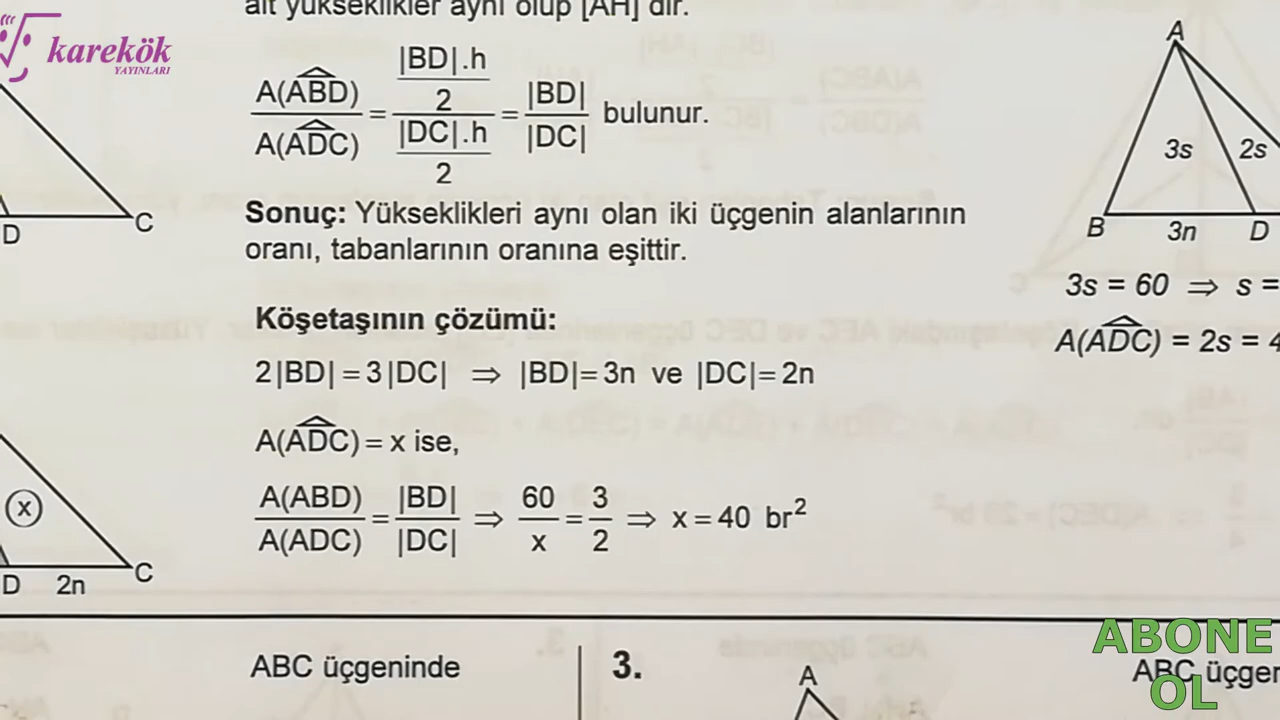 karekök
YAYINLARI
ait yükseklikler aynı olup [AH] dır.
A(ABD) / A(ADC) = (|BD|.h / 2) / (|DC|.h / 2) = |BD| / |DC| bulunur.
Sonuç: Yükseklikleri aynı olan iki üçgenin alanlarının
oranı, tabanlarının oranına eşittir.
Köşetaşının çözümü:
2|BD| = 3|DC| ⇒ |BD| = 3n ve |DC| = 2n
A(ADC) = x ise,
A(ABD) / A(ADC) = |BD| / |DC| ⇒ 60 / x = 3 / 2 ⇒ x = 40 br²
D C
x
D 2n C
A
3s 2s
B 3n D
3s = 60 ⇒ s =
A(ADC) = 2s = 4
ABC üçgeninde
3.
A
ABC üçger
ABONE
OL